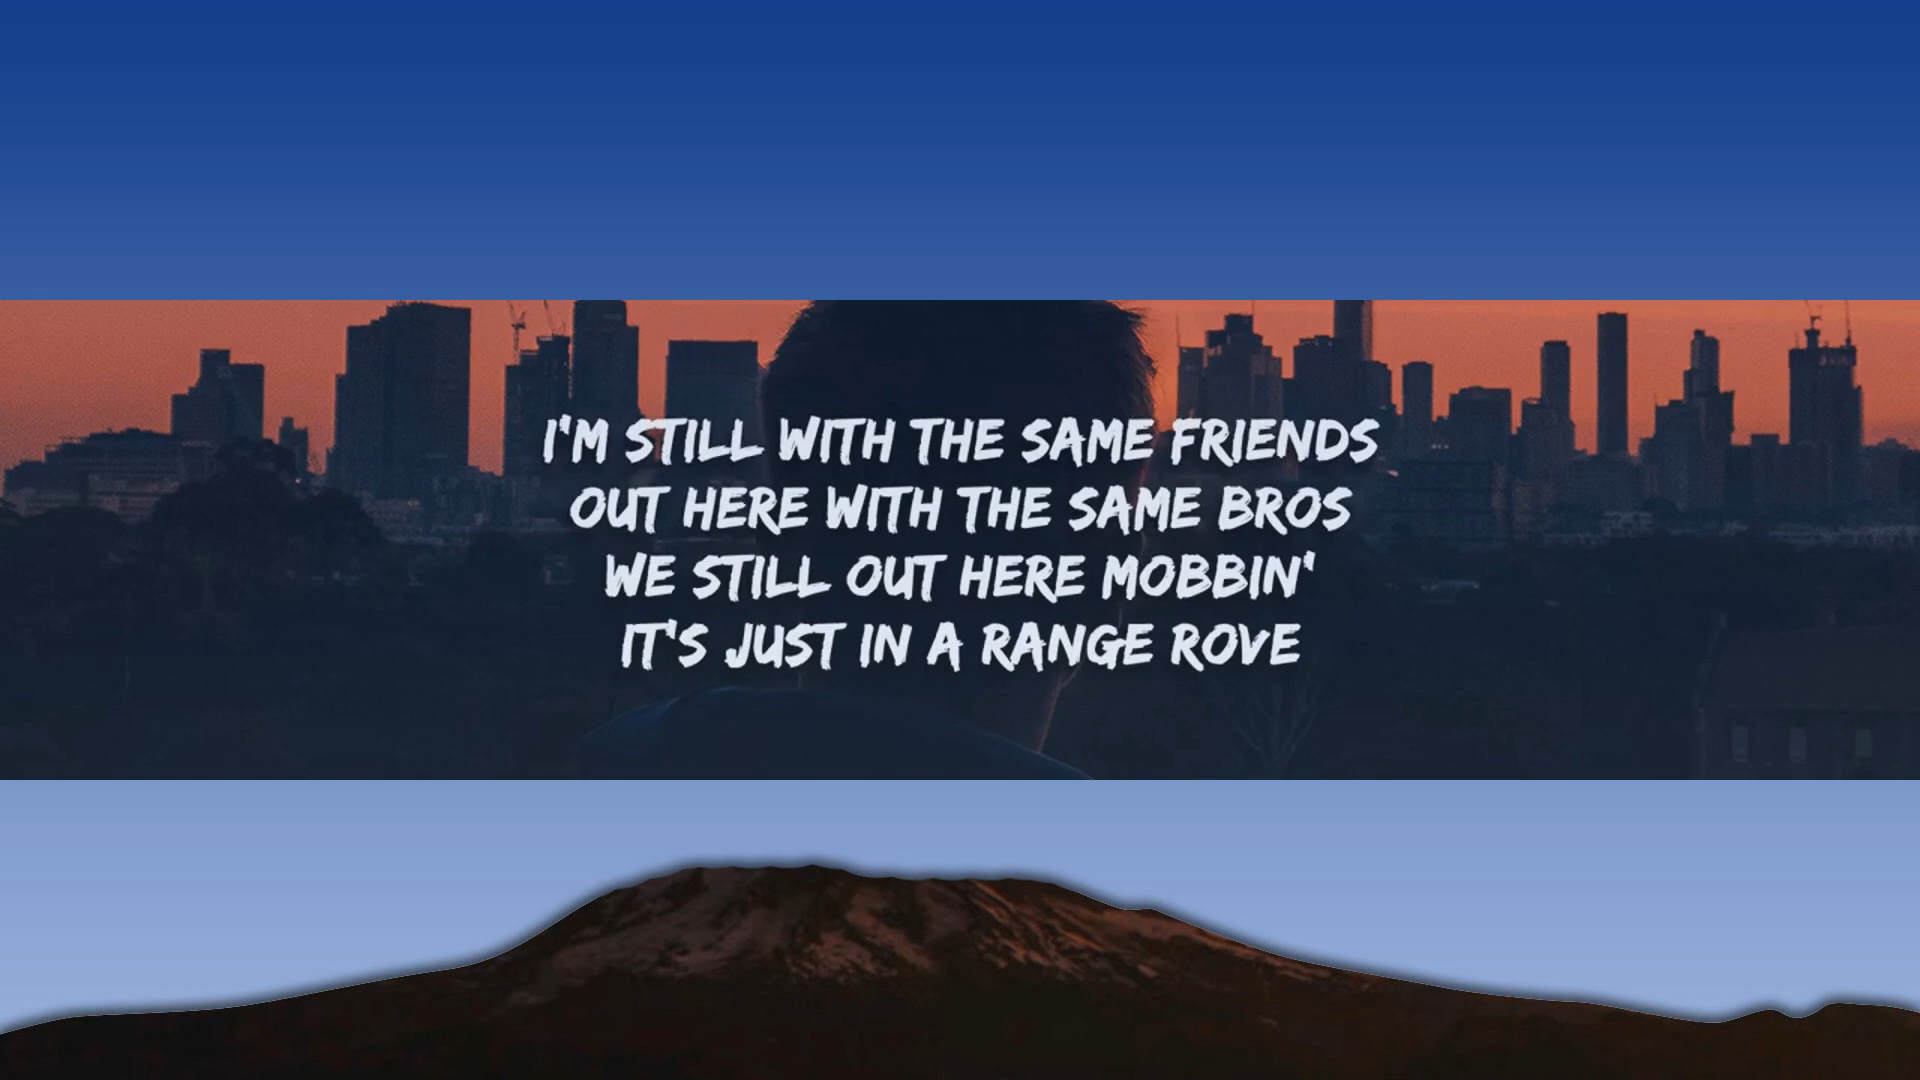 I'M STILL WITH THE SAME FRIENDS
OUT HERE WITH THE SAME BROS
WE STILL OUT HERE MOBBIN'
IT'S JUST IN A RANGE ROVE